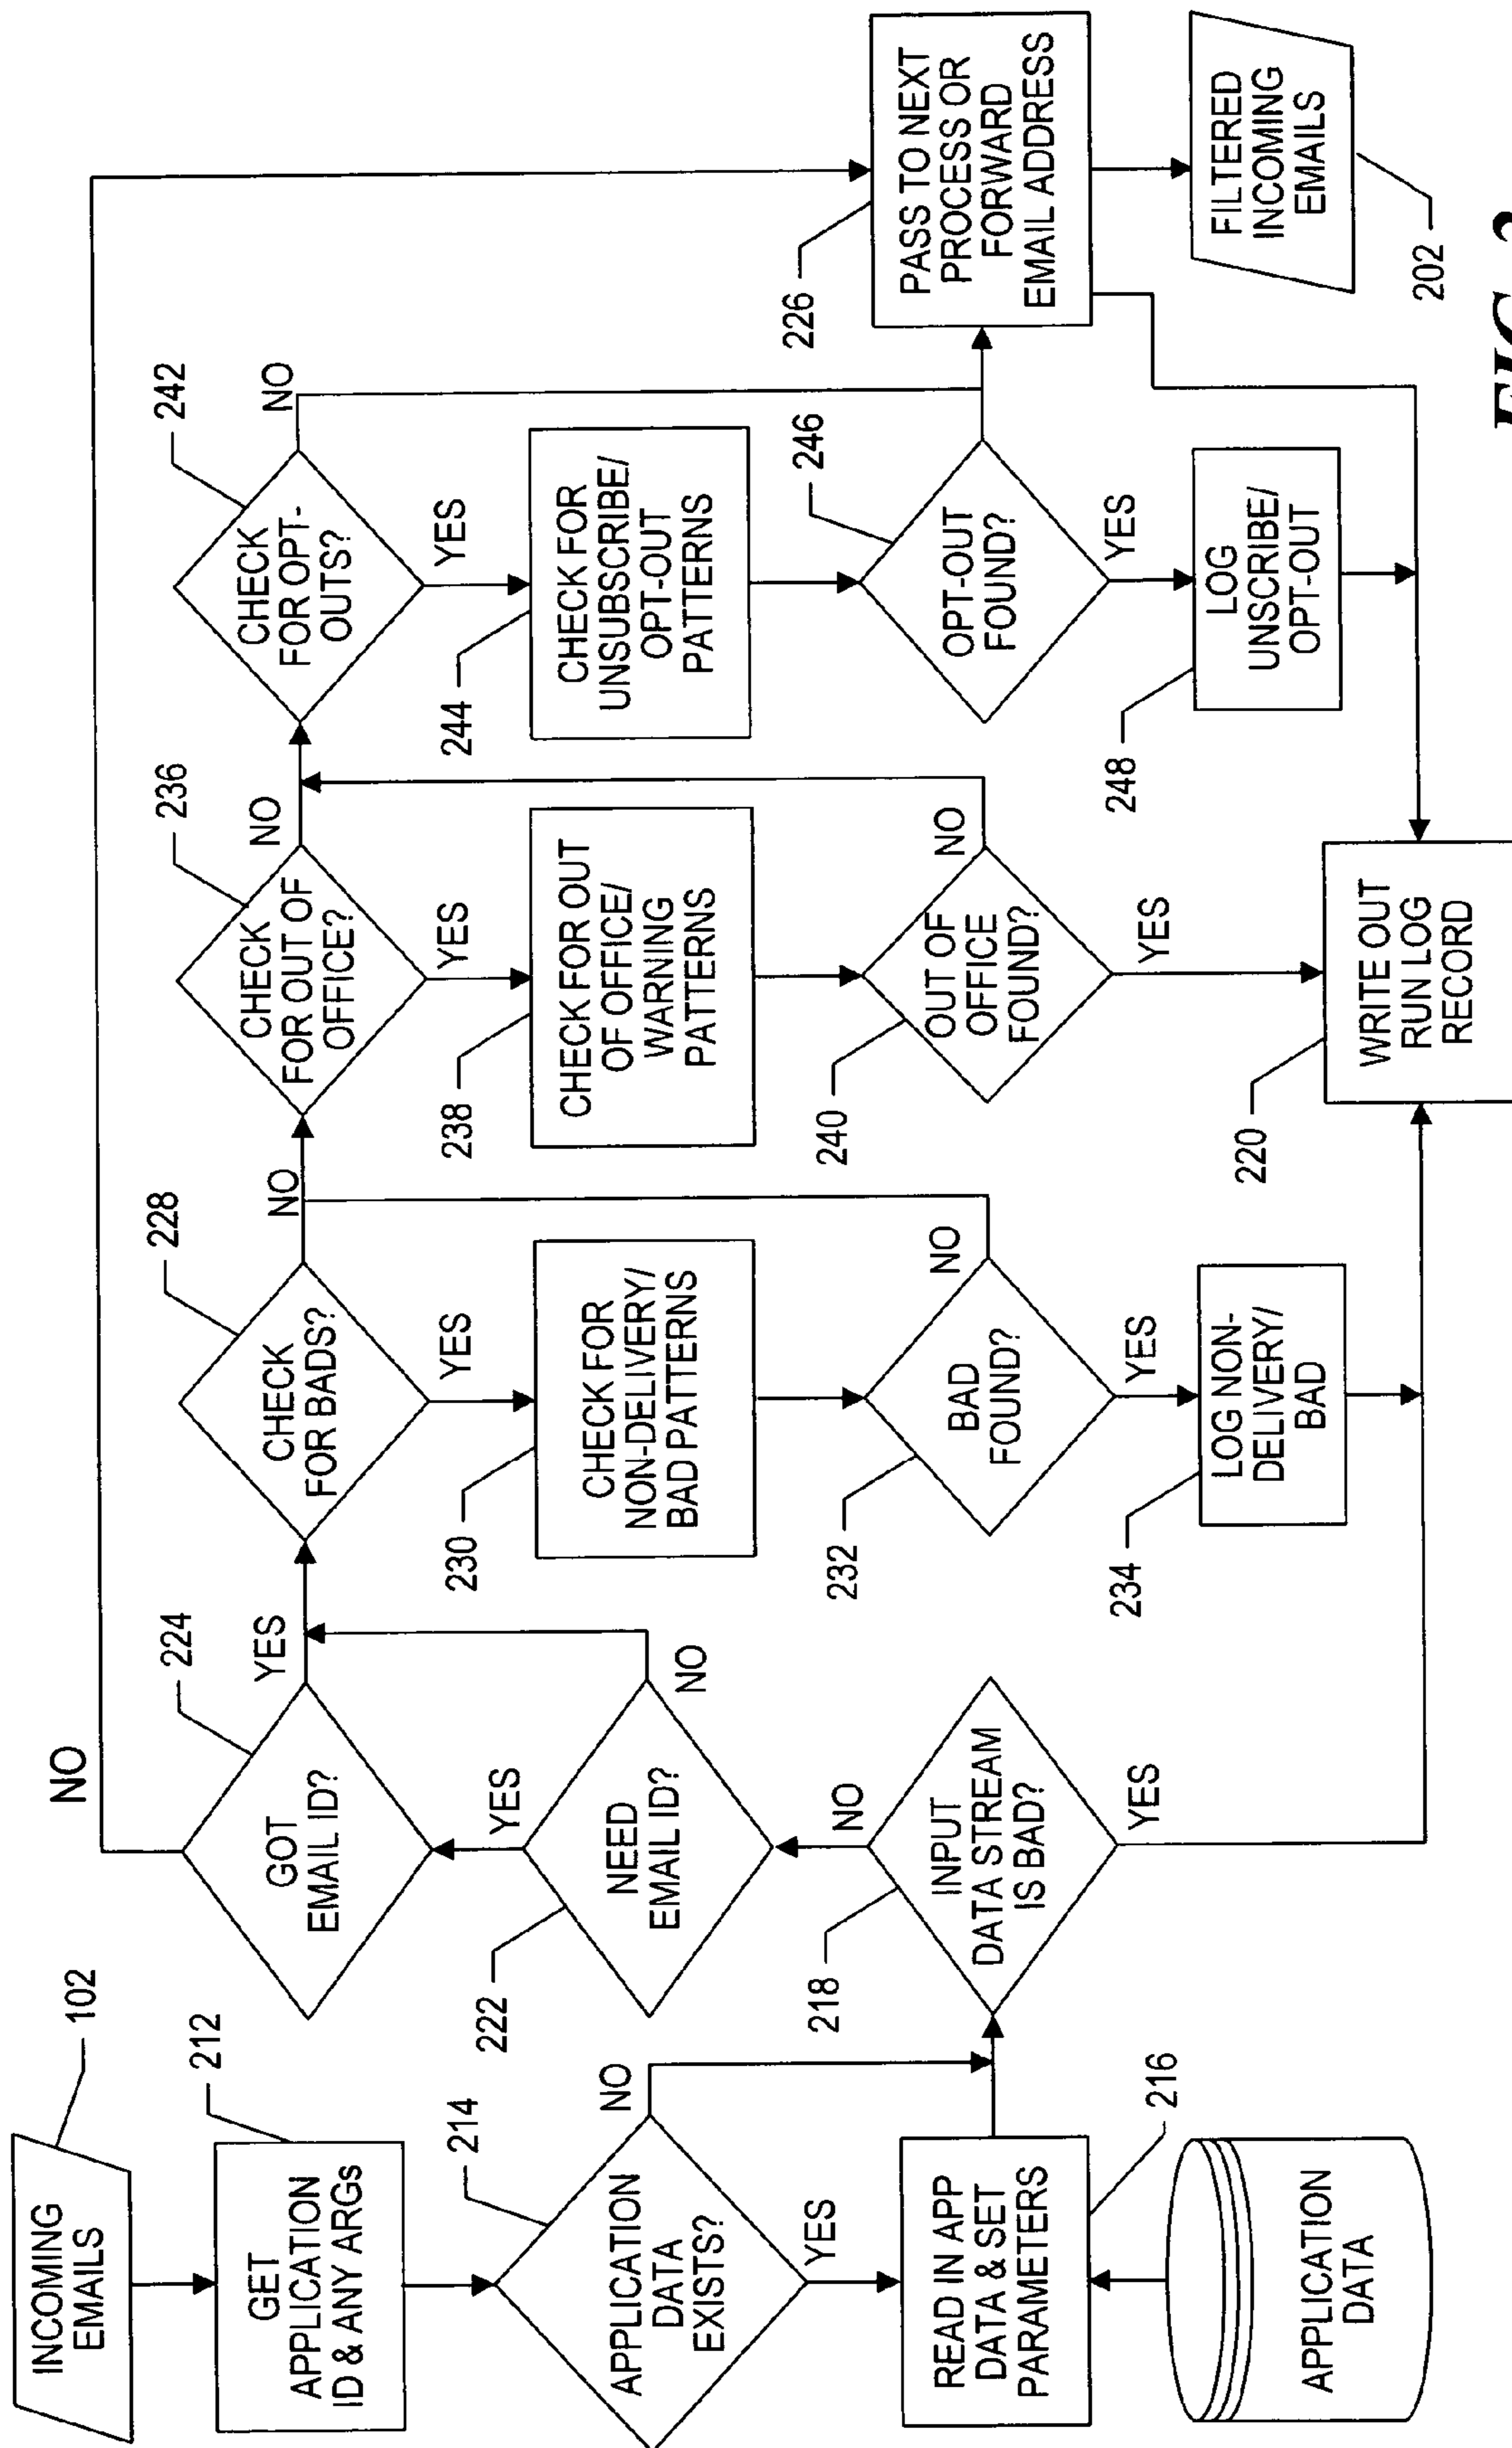 INCOMING
EMAILS
102
GET
APPLICATION
ID & ANY ARGs
212
APPLICATION
DATA
EXISTS?
214
NO
YES
READ IN APP
DATA & SET
PARAMETERS
216
APPLICATION
DATA
NO
GOT
EMAIL ID?
224
YES
YES
NEED
EMAIL ID?
222
NO
NO
INPUT
DATA STREAM
IS BAD?
218
YES
CHECK
FOR BADS?
228
NO
YES
CHECK FOR
NON-DELIVERY/
BAD PATTERNS
230
BAD
FOUND?
232
NO
YES
LOG NON-
DELIVERY/
BAD
234
CHECK
FOR OUT OF
OFFICE?
236
NO
YES
CHECK FOR OUT
OF OFFICE/
WARNING
PATTERNS
238
OUT OF
OFFICE
FOUND?
240
NO
YES
WRITE OUT
RUN LOG
RECORD
220
CHECK
FOR OPT-
OUTS?
242
NO
YES
CHECK FOR
UNSUBSCRIBE/
OPT-OUT
PATTERNS
244
OPT-OUT
FOUND?
246
YES
LOG
UNSCRIBE/
OPT-OUT
248
PASS TO NEXT
PROCESS OR
FORWARD
EMAIL ADDRESS
226
FILTERED
INCOMING
EMAILS
202